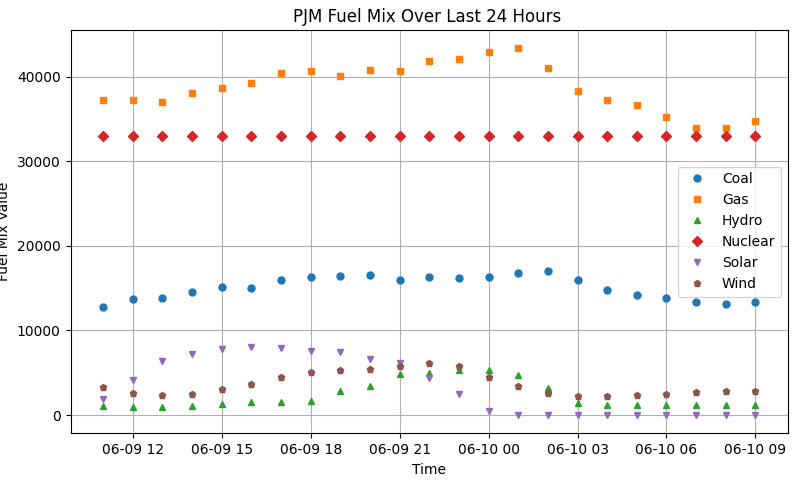 PJM Fuel Mix Over Last 24 Hours
40000
30000
20000
10000
0
Fuel Mix Value
Coal
Gas
Hydro
Nuclear
Solar
Wind
06-09 12 06-09 15 06-09 18 06-09 21 06-10 00 06-10 03 06-10 06 06-10 09
Time